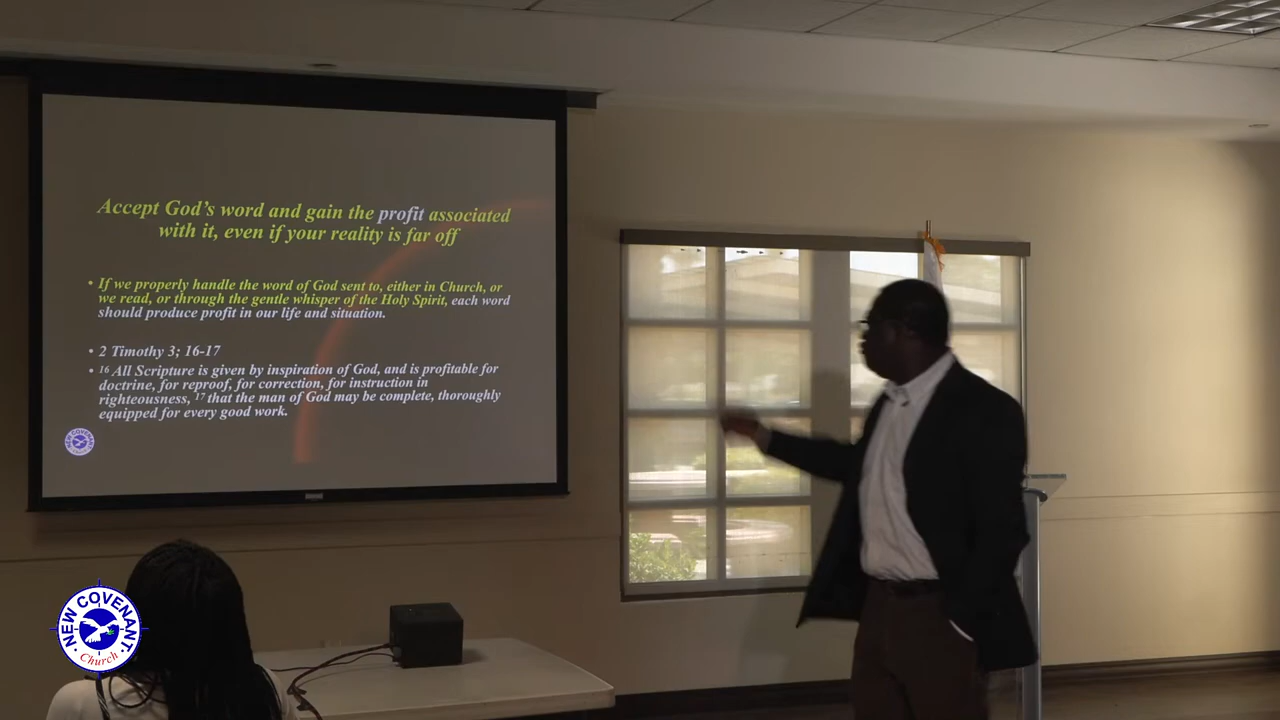 Accept God's word and gain the profit associated
with it, even if your reality is far off
• If we properly handle the word of God sent to, either in Church, or
we read, or through the gentle whisper of the Holy Spirit, each word
should produce profit in our life and situation.
• 2 Timothy 3; 16-17
• 16 All Scripture is given by inspiration of God, and is profitable for
doctrine, for reproof, for correction, for instruction in
righteousness, 17 that the man of God may be complete, thoroughly
equipped for every good work.
NEW COVENANT
Church